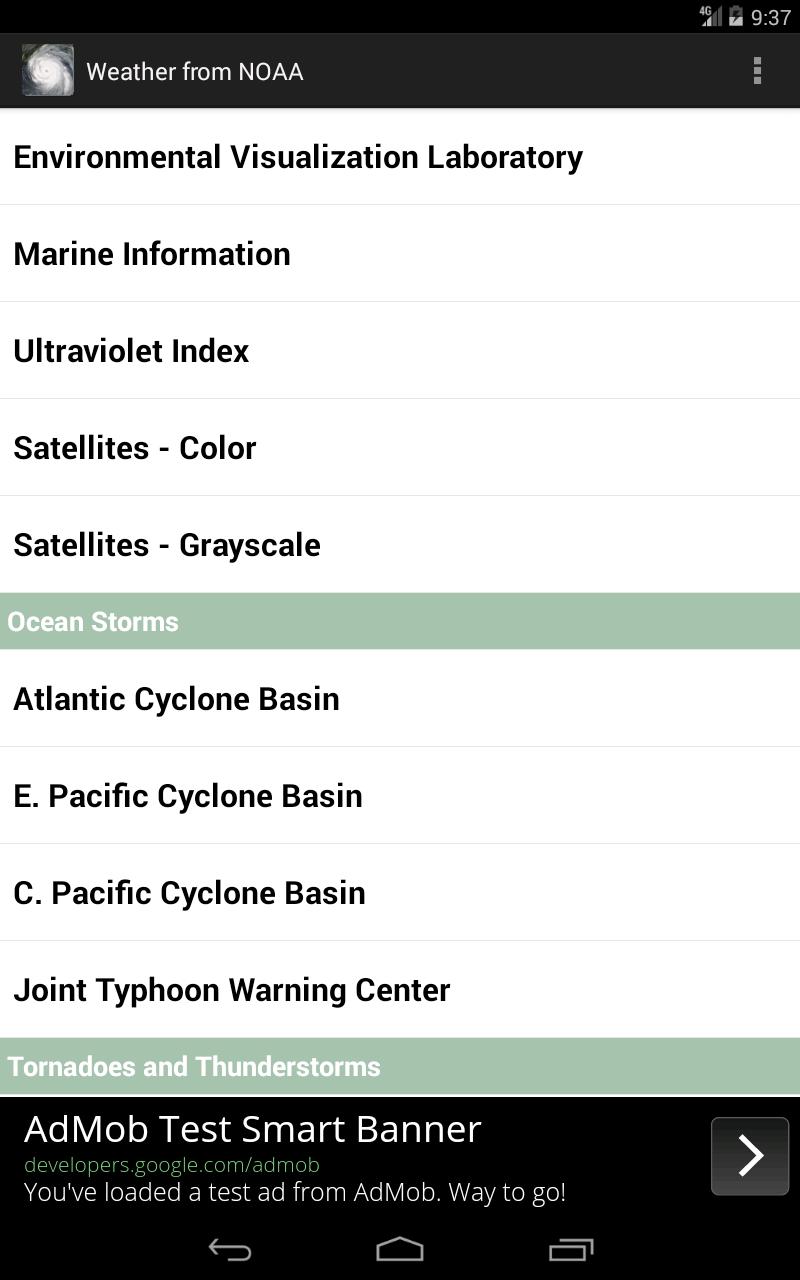 4G 9:37
Weather from NOAA
Environmental Visualization Laboratory
Marine Information
Ultraviolet Index
Satellites - Color
Satellites - Grayscale
Ocean Storms
Atlantic Cyclone Basin
E. Pacific Cyclone Basin
C. Pacific Cyclone Basin
Joint Typhoon Warning Center
Tornadoes and Thunderstorms
AdMob Test Smart Banner
developers.google.com/admob
You've loaded a test ad from AdMob. Way to go!